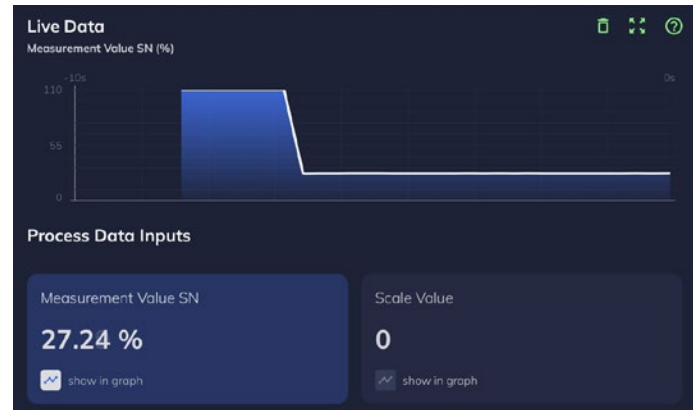 Live Data
Measurement Value SN (%)
-10s 0s
110
55
0
Process Data Inputs
Measurement Value SN
27.24 %
show in graph
Scale Value
0
show in graph